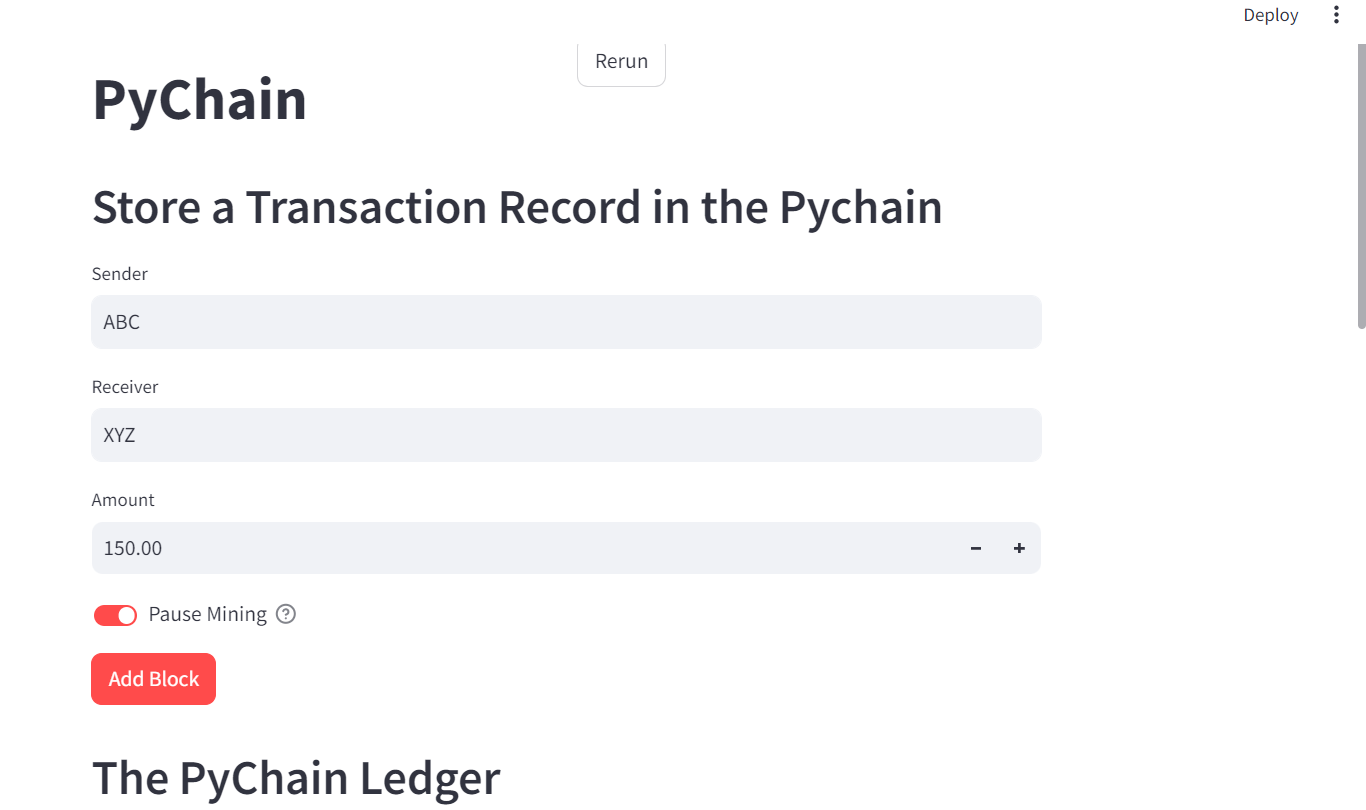 Deploy
Rerun
PyChain
Store a Transaction Record in the Pychain
Sender
ABC
Receiver
XYZ
Amount
150.00
Pause Mining
Add Block
The PyChain Ledger